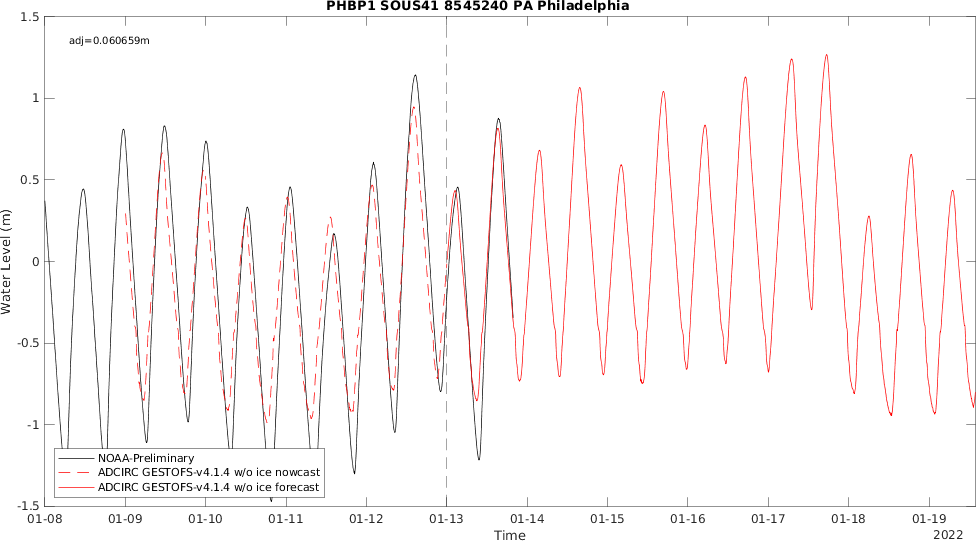 PHBP1 SOUS41 8545240 PA Philadelphia
adj=0.060659m
1.5
1
0.5
0
-0.5
-1
-1.5
Water Level (m)
NOAA-Preliminary
ADCIRC GESTOFS-v4.1.4 w/o ice nowcast
ADCIRC GESTOFS-v4.1.4 w/o ice forecast
01-08 01-09 01-10 01-11 01-12 01-13 01-14 01-15 01-16 01-17 01-18 01-19
Time
2022